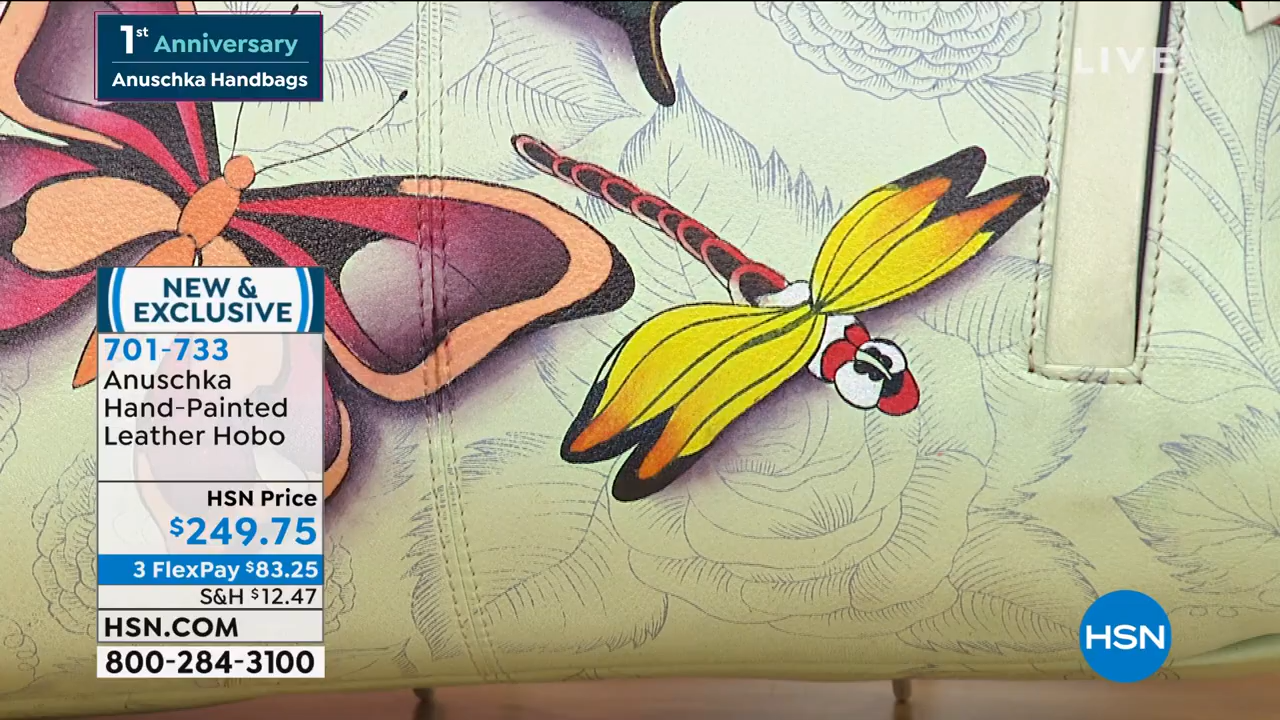 1st Anniversary
Anuschka Handbags
LIVE
NEW &
EXCLUSIVE
701-733
Anuschka
Hand-Painted
Leather Hobo
HSN Price
$249.75
3 FlexPay $83.25
S&H $12.47
HSN.COM
800-284-3100
HSN